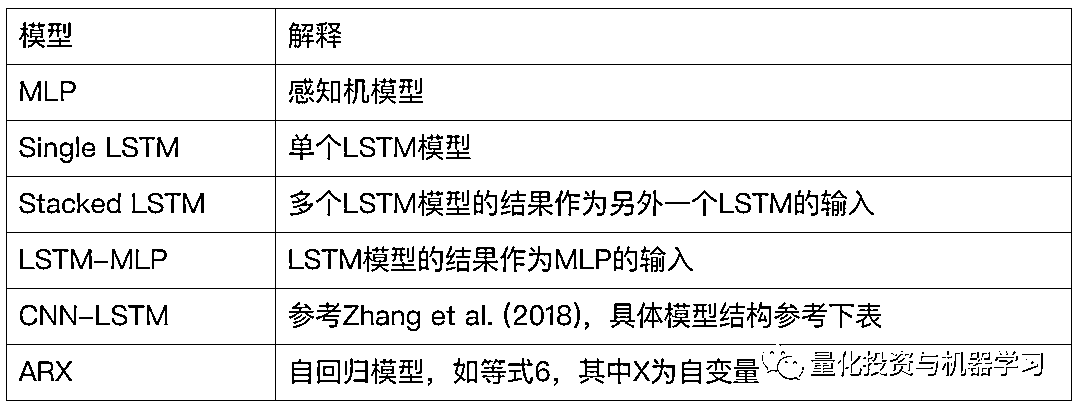 模型 解释
MLP 感知机模型
Single LSTM 单个LSTM模型
Stacked LSTM 多个LSTM模型的结果作为另外一个LSTM的输入
LSTM-MLP LSTM模型的结果作为MLP的输入
CNN-LSTM 参考Zhang et al. (2018)，具体模型结构参考下表
ARX 自回归模型，如等式6，其中X为自变量
量化投资与机器学习